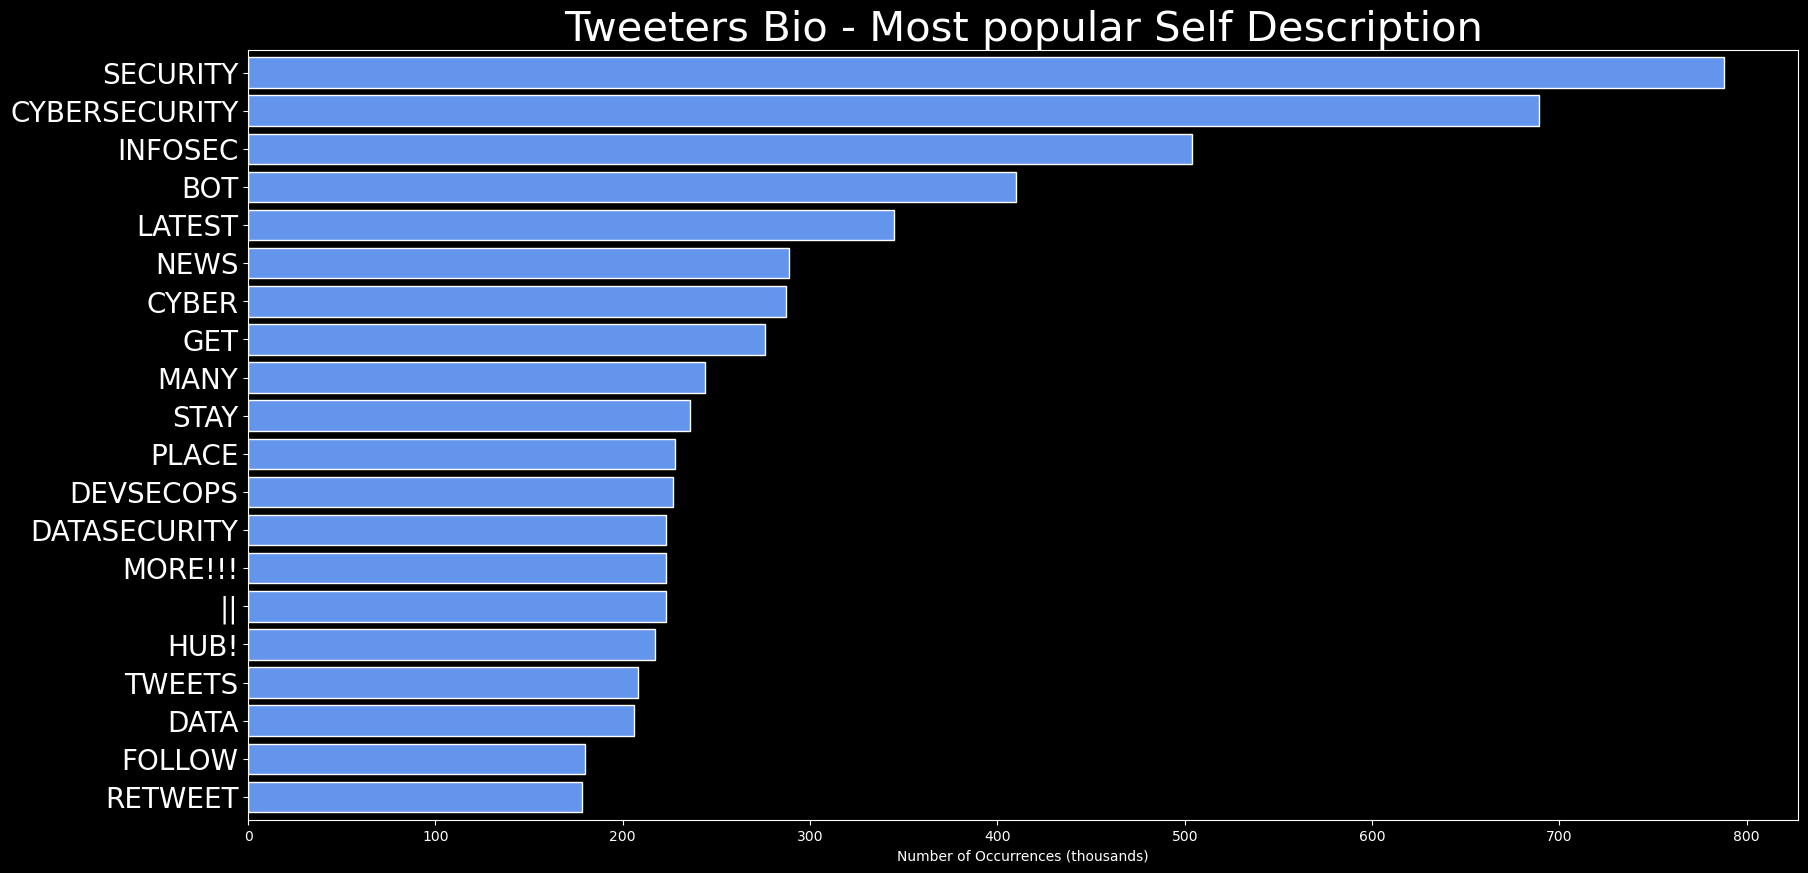 Tweeters Bio - Most popular Self Description
SECURITY
CYBERSECURITY
INFOSEC
BOT
LATEST
NEWS
CYBER
GET
MANY
STAY
PLACE
DEVSECOPS
DATASECURITY
MORE!!!
||
HUB!
TWEETS
DATA
FOLLOW
RETWEET
0 100 200 300 400 500 600 700 800
Number of Occurrences (thousands)